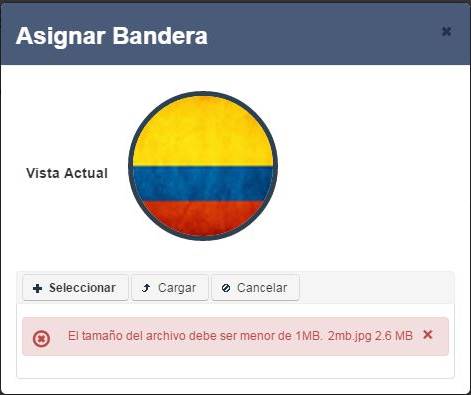 Asignar Bandera
Vista Actual
Seleccionar Cargar Cancelar
El tamaño del archivo debe ser menor de 1MB. 2mb.jpg 2.6 MB